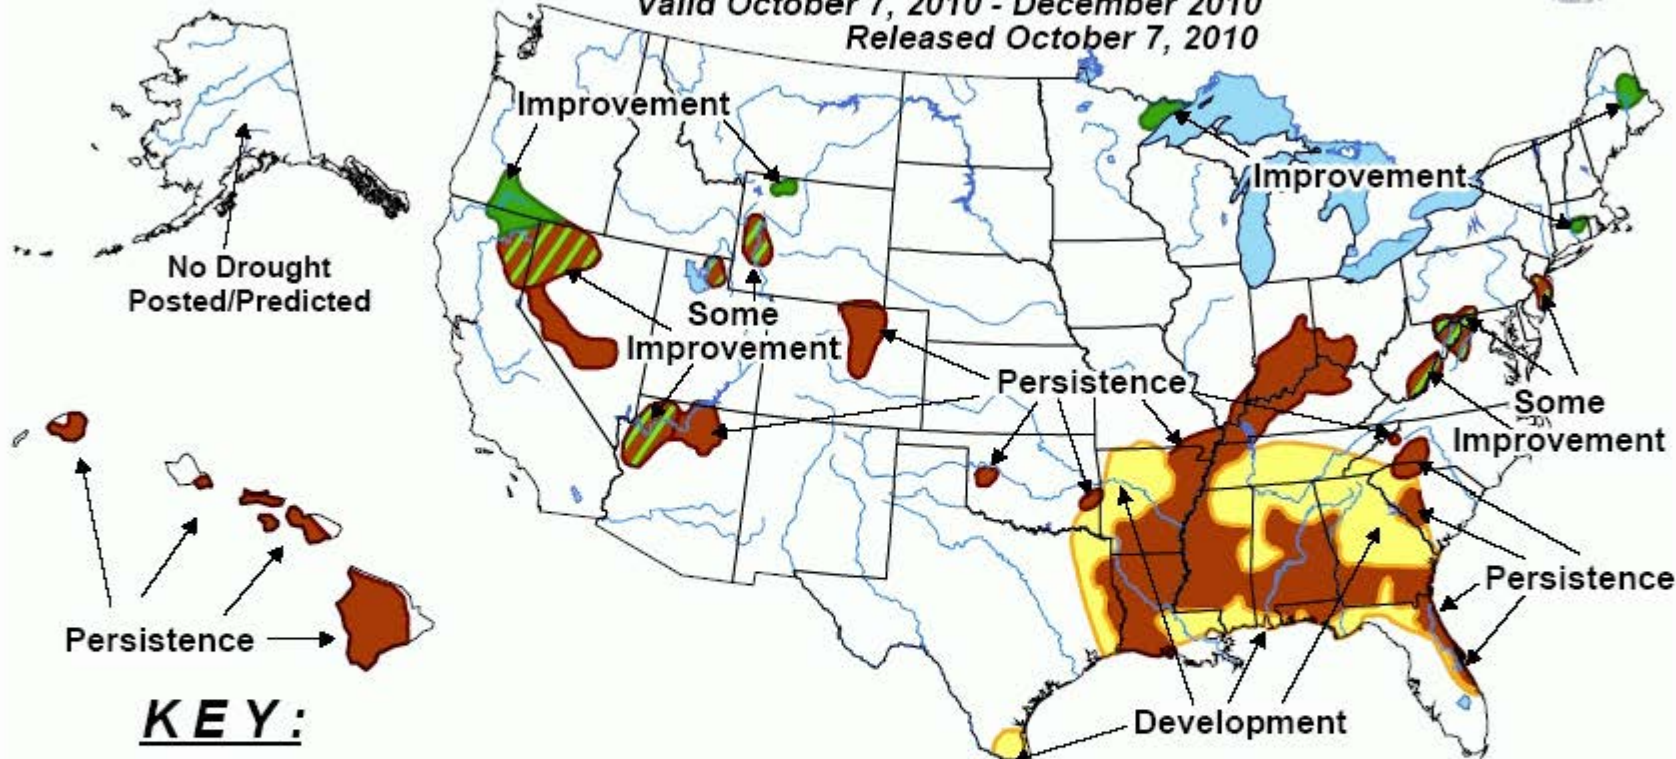 Valid October 7, 2010 - December 2010
Released October 7, 2010
Improvement
Improvement
No Drought
Posted/Predicted
Some
Improvement
Persistence
Some
Improvement
Persistence
Persistence
Development
KEY: